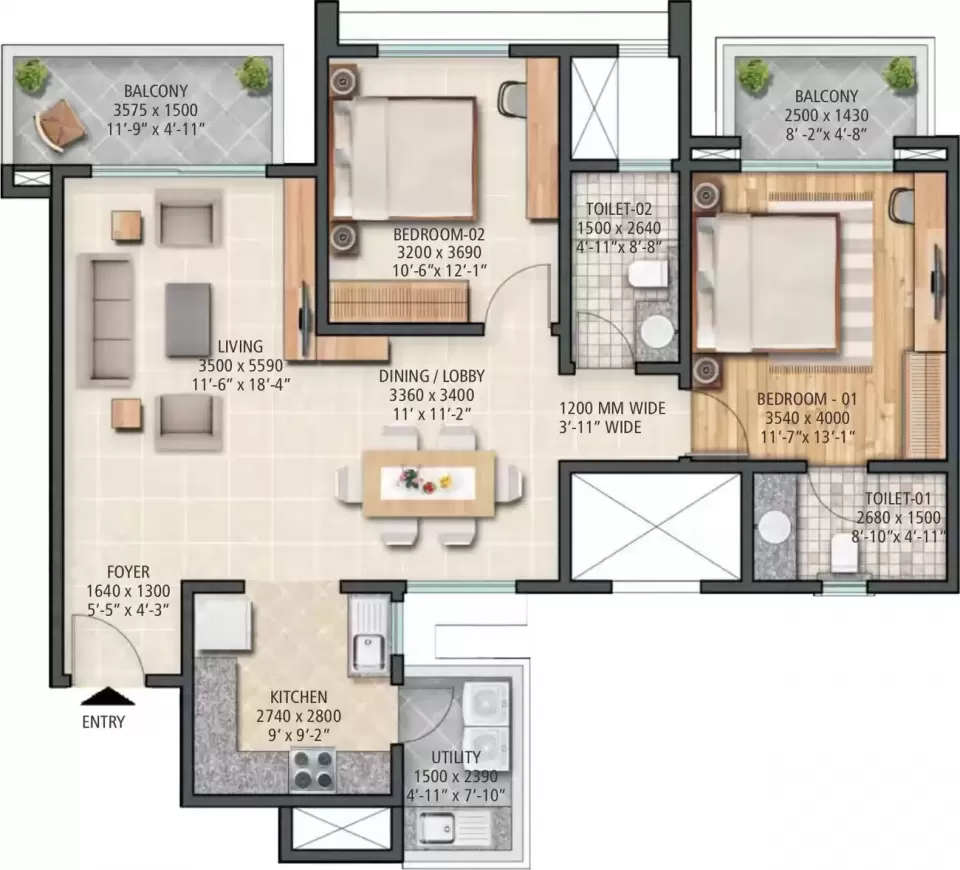 BALCONY
3575 x 1500
11'-9" x 4'-11"
BALCONY
2500 x 1430
8' -2"x 4'-8"
BEDROOM-02
3200 x 3690
10'-6"x 12'-1"
TOILET-02
1500 x 2640
4'-11"x 8'-8"
LIVING
3500 x 5590
11'-6" x 18'-4"
DINING / LOBBY
3360 x 3400
11' x 11'-2"
1200 MM WIDE
3'-11" WIDE
BEDROOM - 01
3540 x 4000
11'-7"x 13'-1"
TOILET-01
2680 x 1500
8'-10"x 4'-11"
FOYER
1640 x 1300
5'-5" x 4'-3"
ENTRY
KITCHEN
2740 x 2800
9' x 9'-2"
UTILITY
1500 x 2390
4'-11" x 7'-10"